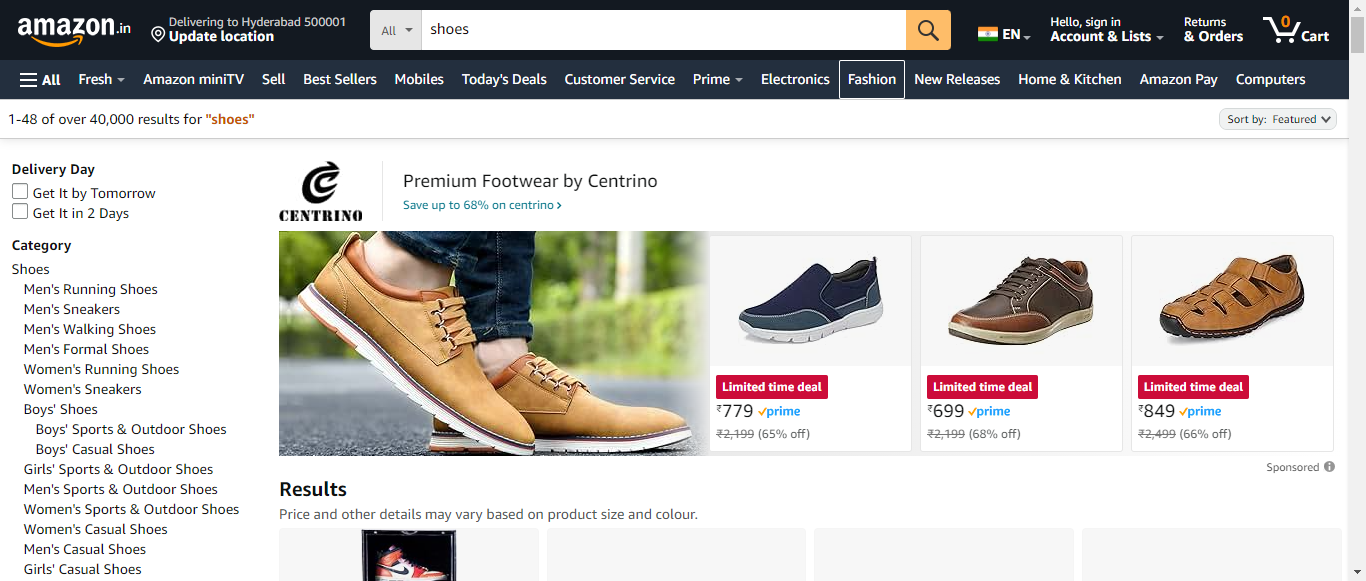 amazon.in
Delivering to Hyderabad 500001
Update location
All
shoes
EN
Hello, sign in
Account & Lists
Returns
& Orders
0
Cart
All Fresh Amazon miniTV Sell Best Sellers Mobiles Today's Deals Customer Service Prime Electronics Fashion New Releases Home & Kitchen Amazon Pay Computers
1-48 of over 40,000 results for "shoes"
Sort by: Featured
Delivery Day
Get It by Tomorrow
Get It in 2 Days
Category
Shoes
Men's Running Shoes
Men's Sneakers
Men's Walking Shoes
Men's Formal Shoes
Women's Running Shoes
Women's Sneakers
Boys' Shoes
Boys' Sports & Outdoor Shoes
Boys' Casual Shoes
Girls' Sports & Outdoor Shoes
Men's Sports & Outdoor Shoes
Women's Sports & Outdoor Shoes
Women's Casual Shoes
Men's Casual Shoes
Girls' Casual Shoes
CENTRINO
Premium Footwear by Centrino
Save up to 68% on centrino
Limited time deal
₹779 prime
₹2,199 (65% off)
Limited time deal
₹699 prime
₹2,199 (68% off)
Limited time deal
₹849 prime
₹2,499 (66% off)
Sponsored
Results
Price and other details may vary based on product size and colour.